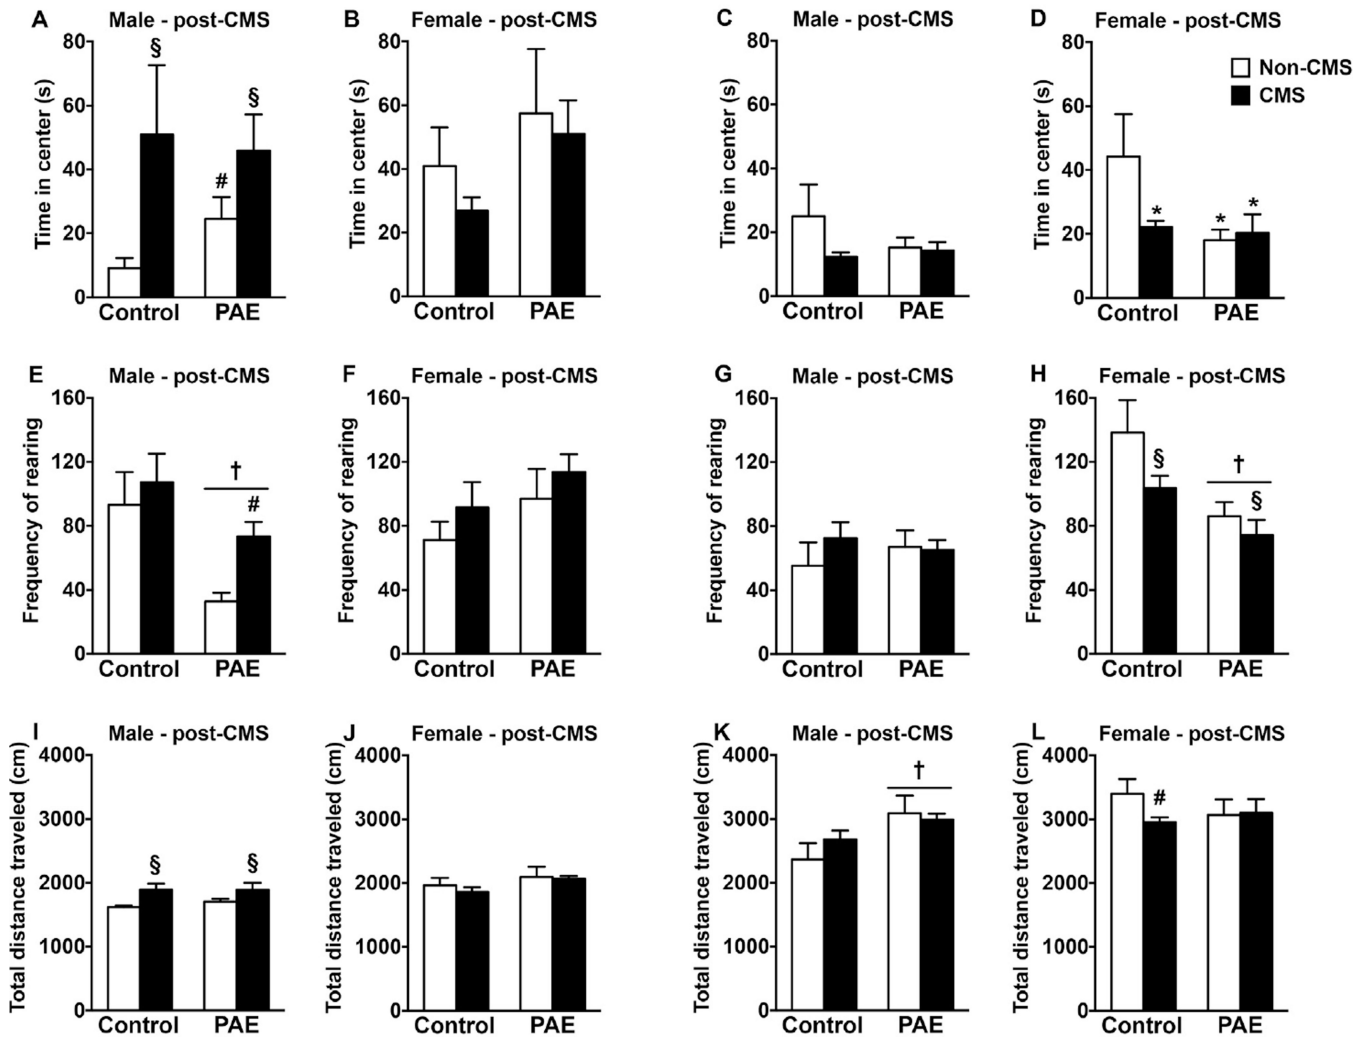 A Male - post-CMS
Time in center (s)
80
60
40
20
0
§
#
§
Control PAE
B Female - post-CMS
Time in center (s)
80
60
40
20
0
Control PAE
C Male - post-CMS
Time in center (s)
80
60
40
20
0
Control PAE
D Female - post-CMS
Time in center (s)
80
60
40
20
0
*
*
*
Control PAE
Non-CMS
CMS
E Male - post-CMS
Frequency of rearing
160
120
80
40
0
†
#
Control PAE
F Female - post-CMS
Frequency of rearing
160
120
80
40
0
Control PAE
G Male - post-CMS
Frequency of rearing
160
120
80
40
0
Control PAE
H Female - post-CMS
Frequency of rearing
160
120
80
40
0
§
†
§
Control PAE
I Male - post-CMS
Total distance traveled (cm)
4000
3000
2000
1000
0
§
§
Control PAE
J Female - post-CMS
Total distance traveled (cm)
4000
3000
2000
1000
0
Control PAE
K Male - post-CMS
Total distance traveled (cm)
4000
3000
2000
1000
0
†
Control PAE
L Female - post-CMS
Total distance traveled (cm)
4000
3000
2000
1000
0
#
Control PAE